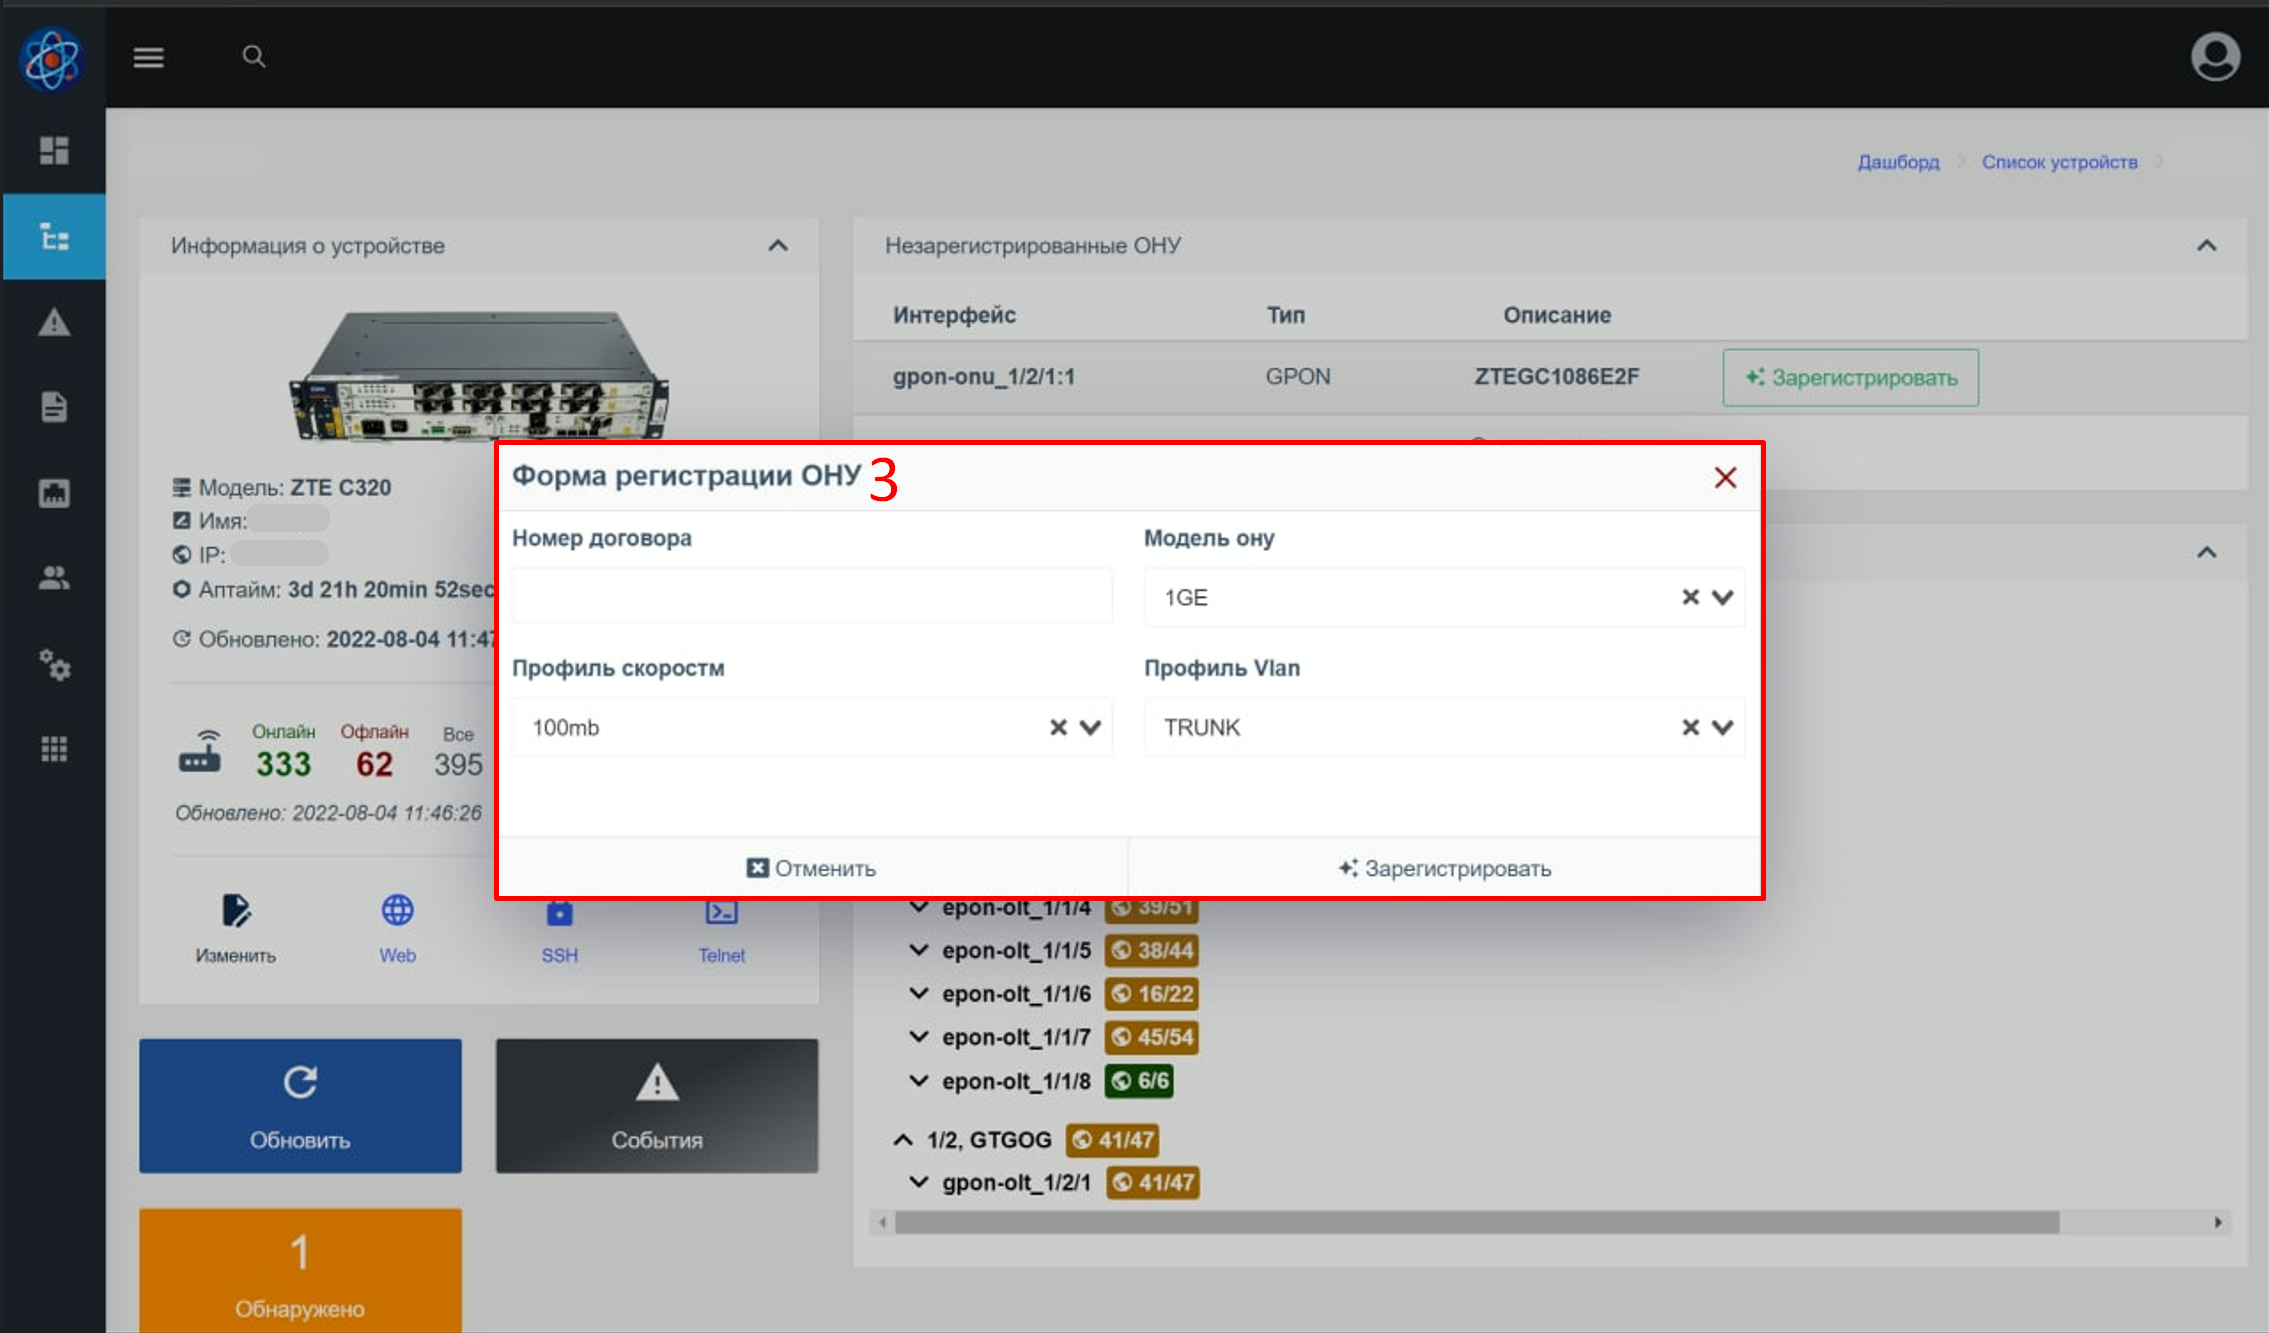 Дашборд
Список устройств
Информация о устройстве
Незарегистрированные ОНУ
Интерфейс Тип Описание
gpon-onu_1/2/1:1 GPON ZTEGC1086E2F Зарегистрировать
Модель: ZTE C320
Имя:
IP:
Аптайм: 3d 21h 20min 52sec
Обновлено: 2022-08-04 11:47
Онлайн Офлайн Все
333 62 395
Обновлено: 2022-08-04 11:46:26
Изменить Web SSH Telnet
Форма регистрации ОНУ 3
Номер договора Модель ону
1GE
Профиль скоростм Профиль Vlan
100mb TRUNK
Отменить Зарегистрировать
epon-olt_1/1/4 39/51
epon-olt_1/1/5 38/44
epon-olt_1/1/6 16/22
epon-olt_1/1/7 45/54
epon-olt_1/1/8 6/6
1/2, GTGOG 41/47
gpon-olt_1/2/1 41/47
Обновить
События
1
Обнаружено